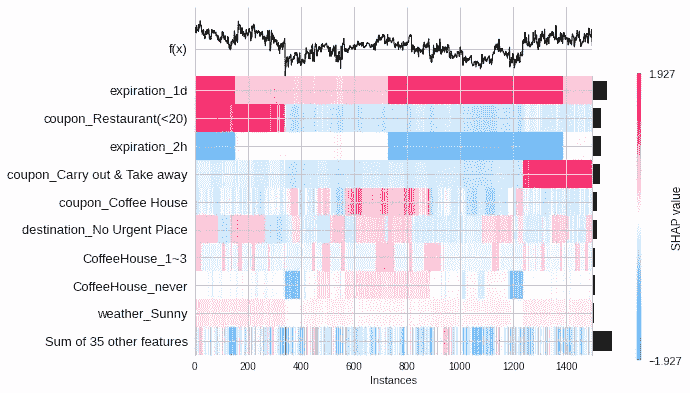 f(x)
1.927
expiration_1d
coupon_Restaurant(<20)
expiration_2h
coupon_Carry out & Take away
coupon_Coffee House
destination_No Urgent Place
CoffeeHouse_1~3
CoffeeHouse_never
weather_Sunny
Sum of 35 other features
SHAP value
−1.927
0 200 400 600 800 1000 1200 1400
Instances